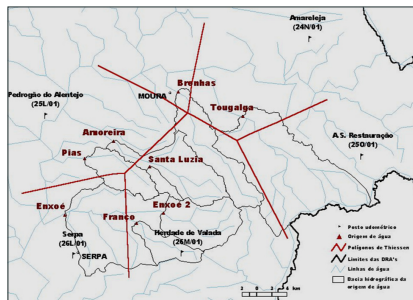 Amareleja
(24N/01)
Brenhas
MOURA
Pedrogão do Alentejo
(25L/01)
Tougalga
Amoreira
Pias
Santa Luzia
A.S. Restauração
(25O/01)
Enxoé
Enxoé 2
Franco
Serpa
(26L/01)
SERPA
Herdade de Valada
(26M/01)
Posto udométrico
Origem de água
Polígonos de Thiessen
Limites das DRA's
Linhas de água
Bacia hidrográfica da
origem de água